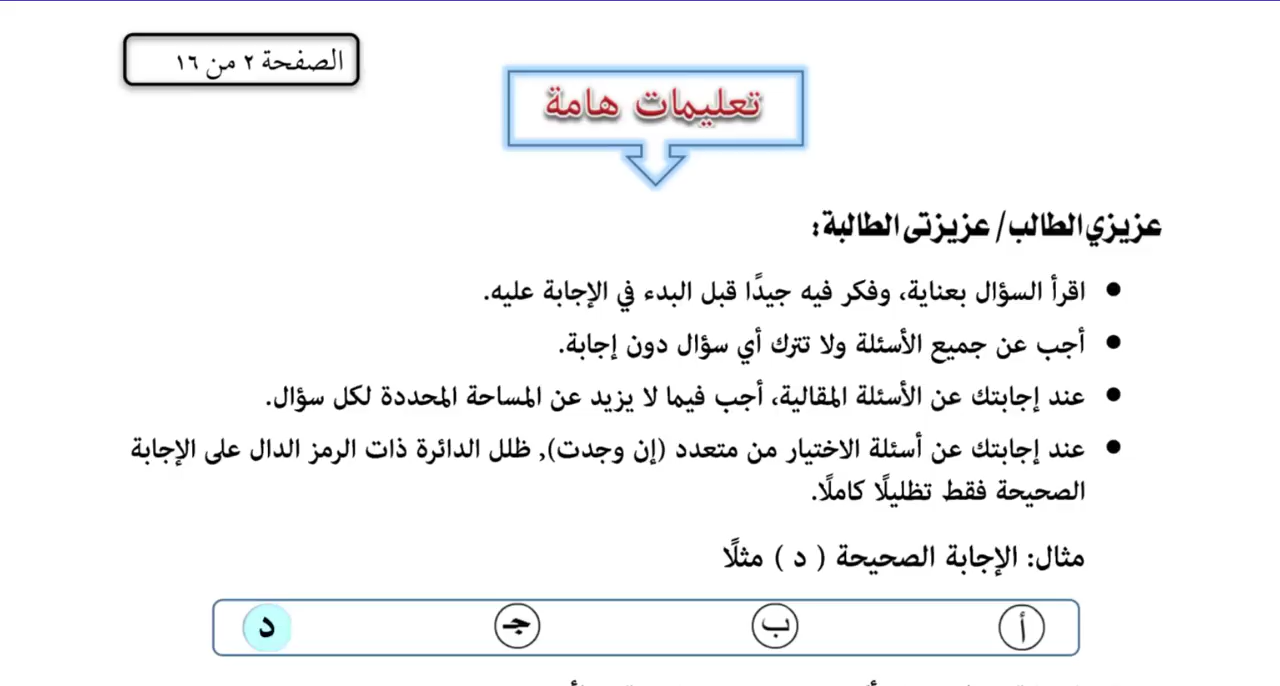 الصفحة ٢ من ١٦
تعليمات هامة
عزيزي الطالب/ عزيزتى الطالبة:
● اقرأ السؤال بعناية، وفكر فيه جيدًا قبل البدء في الإجابة عليه.
● أجب عن جميع الأسئلة ولا تترك أي سؤال دون إجابة.
● عند إجابتك عن الأسئلة المقالية، أجب فيما لا يزيد عن المساحة المحددة لكل سؤال.
● عند إجابتك عن أسئلة الاختيار من متعدد (إن وجدت), ظلل الدائرة ذات الرمز الدال على الإجابة
الصحيحة فقط تظليلًا كاملًا.
مثال: الإجابة الصحيحة ( د ) مثلًا
أ ب جـ د